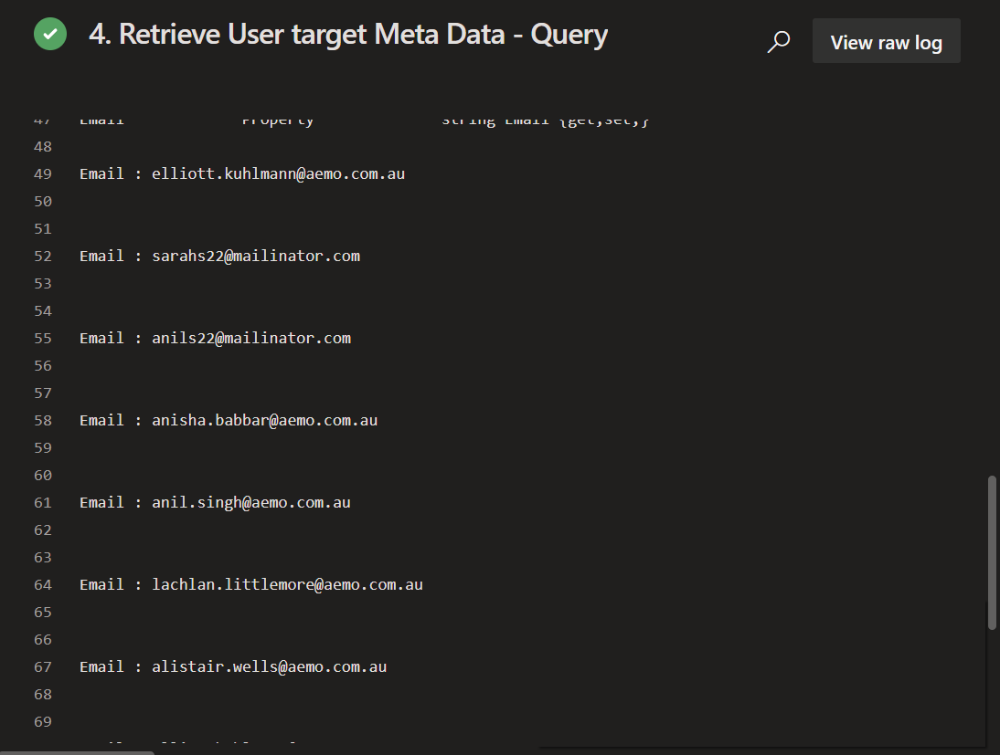 4. Retrieve User target Meta Data - Query
View raw log
47 Email Property string Email {get;set;}
48
49 Email : elliott.kuhlmann@aemo.com.au
50
51
52 Email : sarahs22@mailinator.com
53
54
55 Email : anils22@mailinator.com
56
57
58 Email : anisha.babbar@aemo.com.au
59
60
61 Email : anil.singh@aemo.com.au
62
63
64 Email : lachlan.littlemore@aemo.com.au
65
66
67 Email : alistair.wells@aemo.com.au
68
69